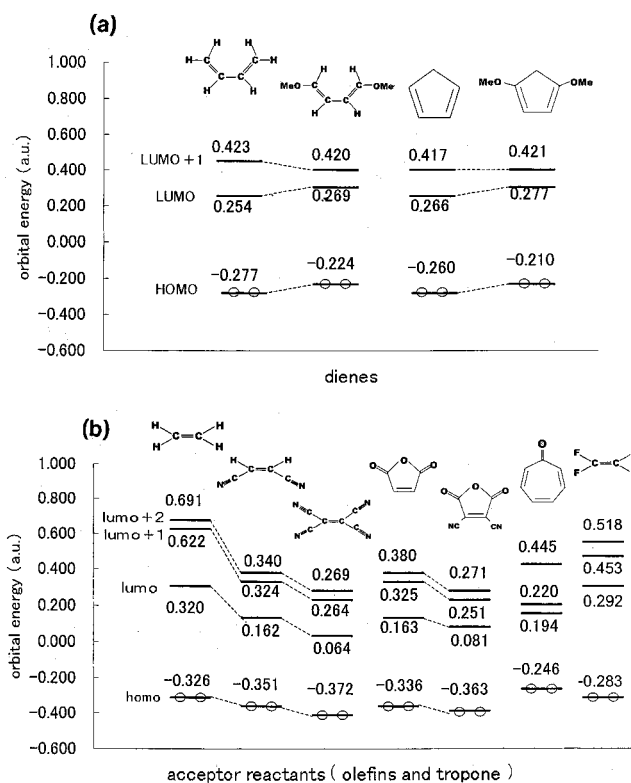 (a)
1.000
0.800
0.600
0.400
0.200
0.000
-0.200
-0.400
-0.600
orbital energy (a.u.)
H H
H C C H
C C
H H
H H
MeO C C OMe
C C
H H
MeO OMe
LUMO+1
0.423 0.420 0.417 0.421
LUMO
0.254 0.269 0.266 0.277
HOMO
-0.277 -0.224 -0.260 -0.210
dienes
(b)
1.000
0.800
0.600
0.400
0.200
0.000
-0.200
-0.400
-0.600
orbital energy (a.u.)
H H
C=C
H H
H H
C=C
N C C N
N C C N
C=C
N C C N
O O O
O O O
NC CN
O
F
C C
F
lumo+2
0.691 0.340 0.269 0.380 0.271 0.445 0.518
lumo+1
0.622 0.324 0.264 0.325 0.251 0.220 0.453
lumo
0.320 0.162 0.064 0.163 0.081 0.194 0.292
homo
-0.326 -0.351 -0.372 -0.336 -0.363 -0.246 -0.283
acceptor reactants ( olefins and tropone )